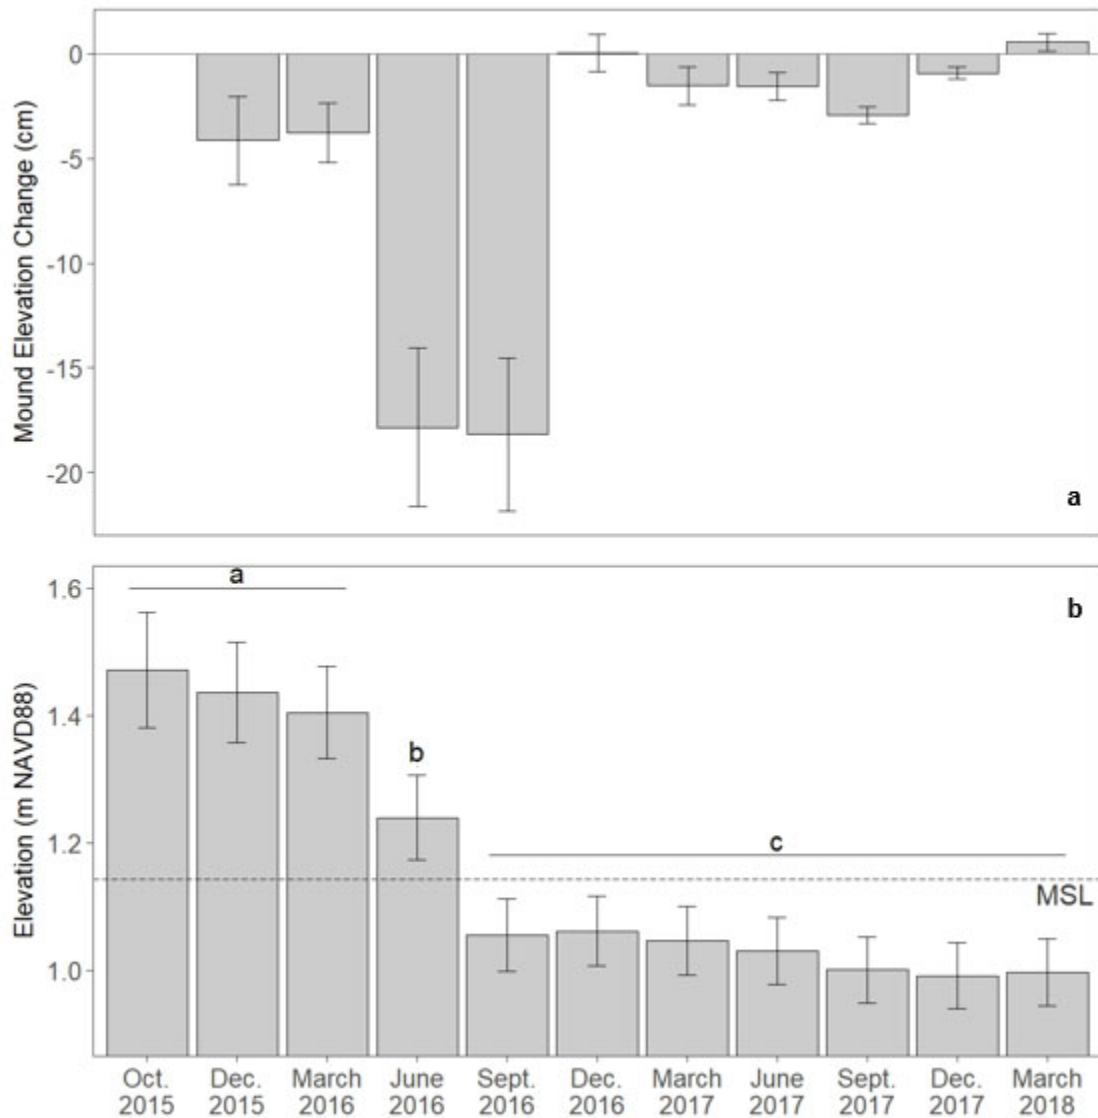 Mound Elevation Change (cm)
0
-5
-10
-15
-20
a
Elevation (m NAVD88)
1.6
1.4
1.2
1.0
a
b
b
c
MSL
Oct. Dec. March June Sept. Dec. March June Sept. Dec. March
2015 2015 2016 2016 2016 2016 2017 2017 2017 2017 2018